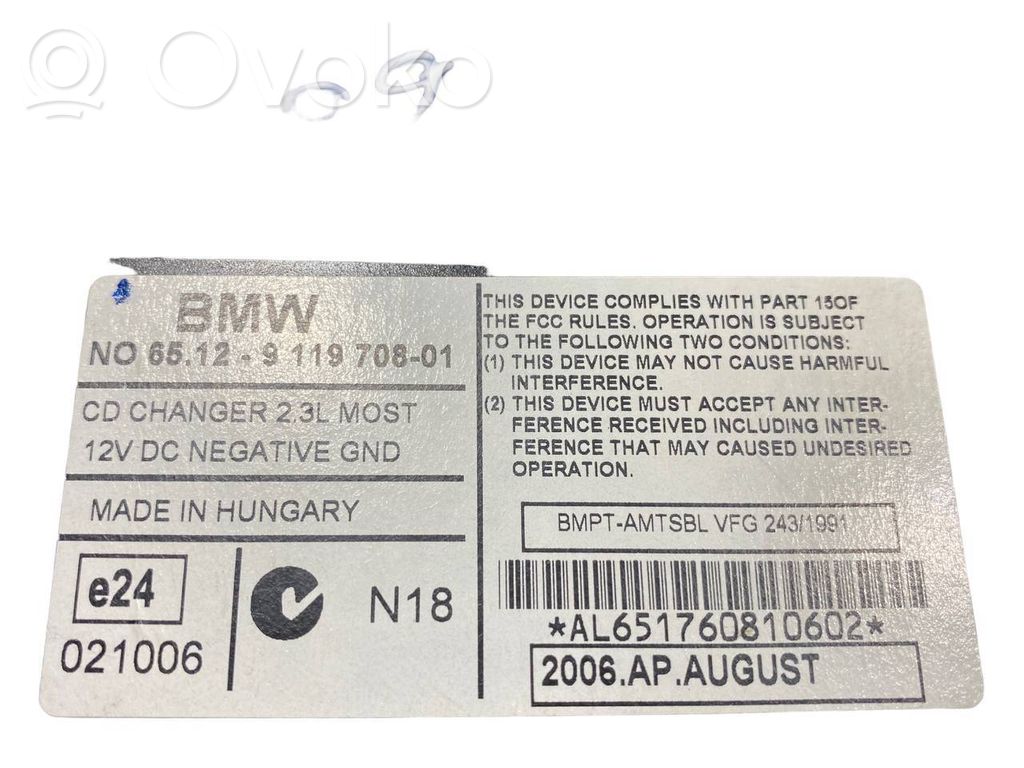 Ovoko
09
BMW
NO 65.12 - 9 119 708-01
CD CHANGER 2.3L MOST
12V DC NEGATIVE GND
MADE IN HUNGARY
e24
021006
N18
THIS DEVICE COMPLIES WITH PART 15OF
THE FCC RULES. OPERATION IS SUBJECT
TO THE FOLLOWING TWO CONDITIONS:
(1) THIS DEVICE MAY NOT CAUSE HARMFUL
INTERFERENCE.
(2) THIS DEVICE MUST ACCEPT ANY INTER-
FERENCE RECEIVED INCLUDING INTER-
FERENCE THAT MAY CAUSED UNDESIRED
OPERATION.
BMPT-AMTSBL VFG 243/1991
*AL651760810602*
2006.AP.AUGUST